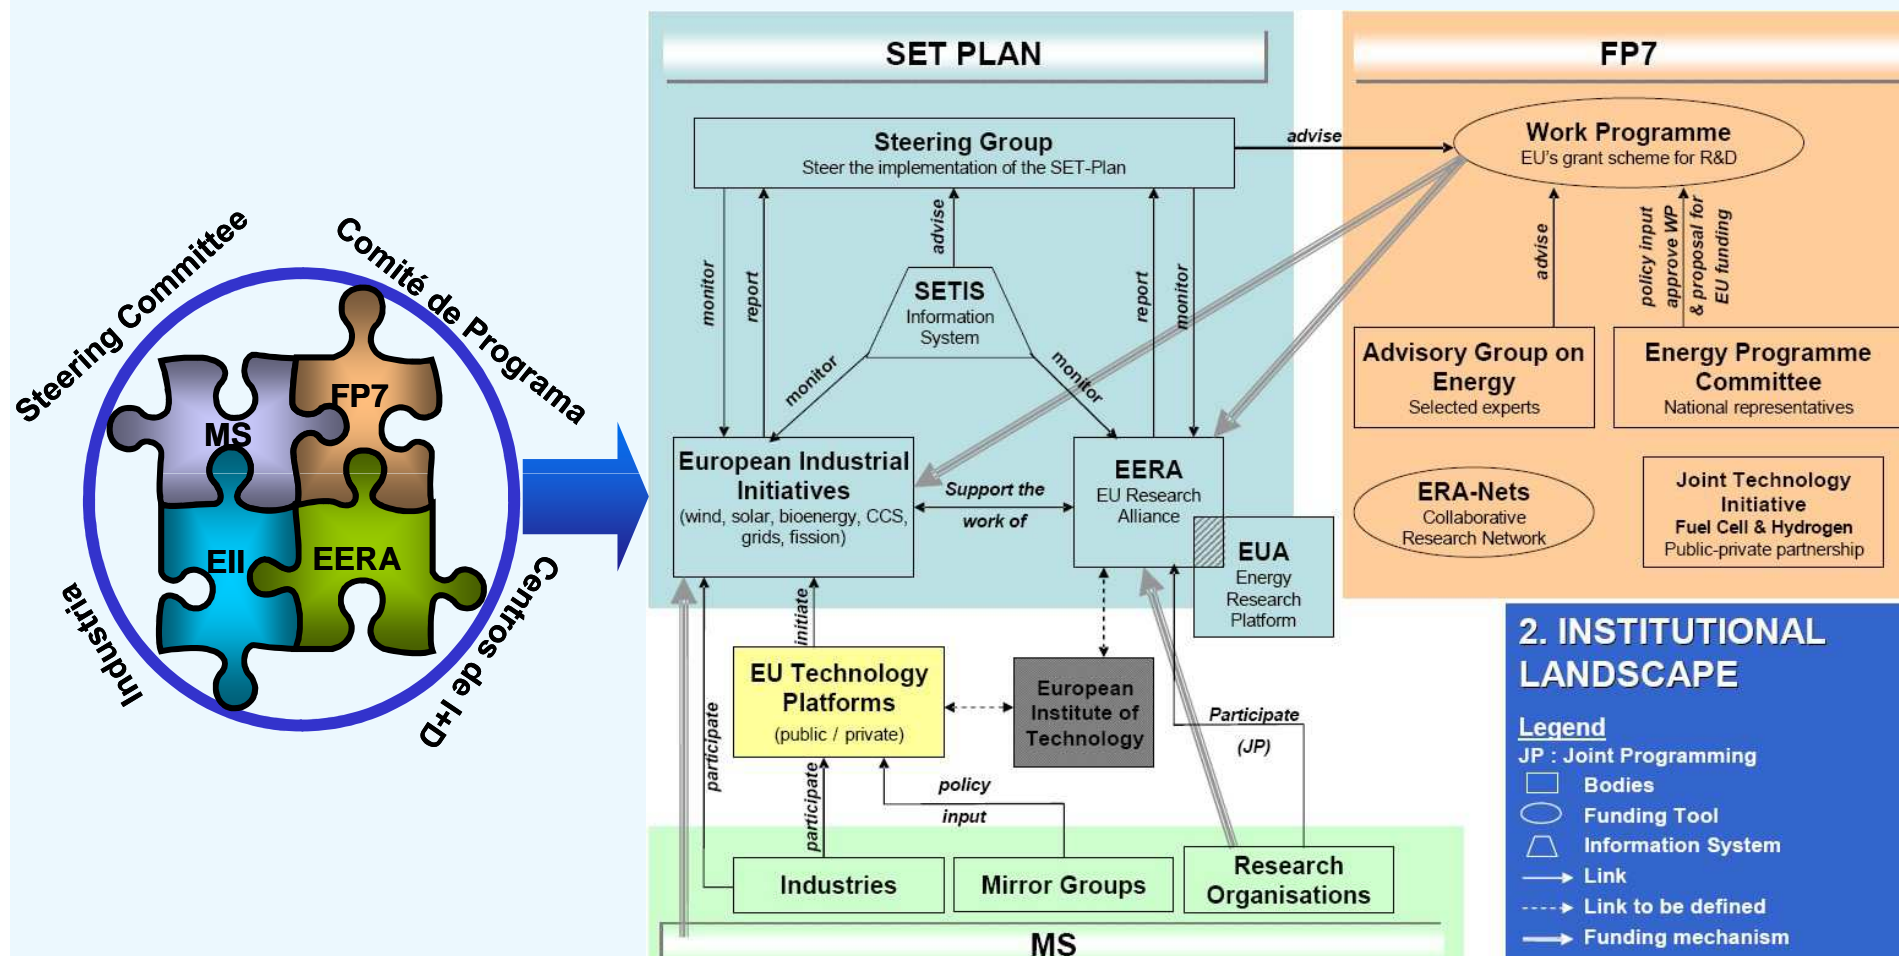 Steering Committee
Comité de Programa
MS
FP7
EII
EERA
Industria
Centros de I+D
SET PLAN
Steering Group
Steer the implementation of the SET-Plan
advise
monitor
report
advise
report
monitor
SETIS
Information
System
monitor
monitor
European Industrial
Initiatives
(wind, solar, bioenergy, CCS,
grids, fission)
Support the
work of
EERA
EU Research
Alliance
EUA
Energy
Research
Platform
initiate
participate
EU Technology
Platforms
(public / private)
European
Institute of
Technology
Participate
(JP)
participate
policy
input
Industries
Mirror Groups
Research
Organisations
MS
FP7
Work Programme
EU's grant scheme for R&D
advise
policy input
approve WP
& proposal for
EU funding
Advisory Group on
Energy
Selected experts
Energy Programme
Committee
National representatives
ERA-Nets
Collaborative
Research Network
Joint Technology
Initiative
Fuel Cell & Hydrogen
Public-private partnership
2. INSTITUTIONAL
LANDSCAPE
Legend
JP : Joint Programming
Bodies
Funding Tool
Information System
Link
Link to be defined
Funding mechanism